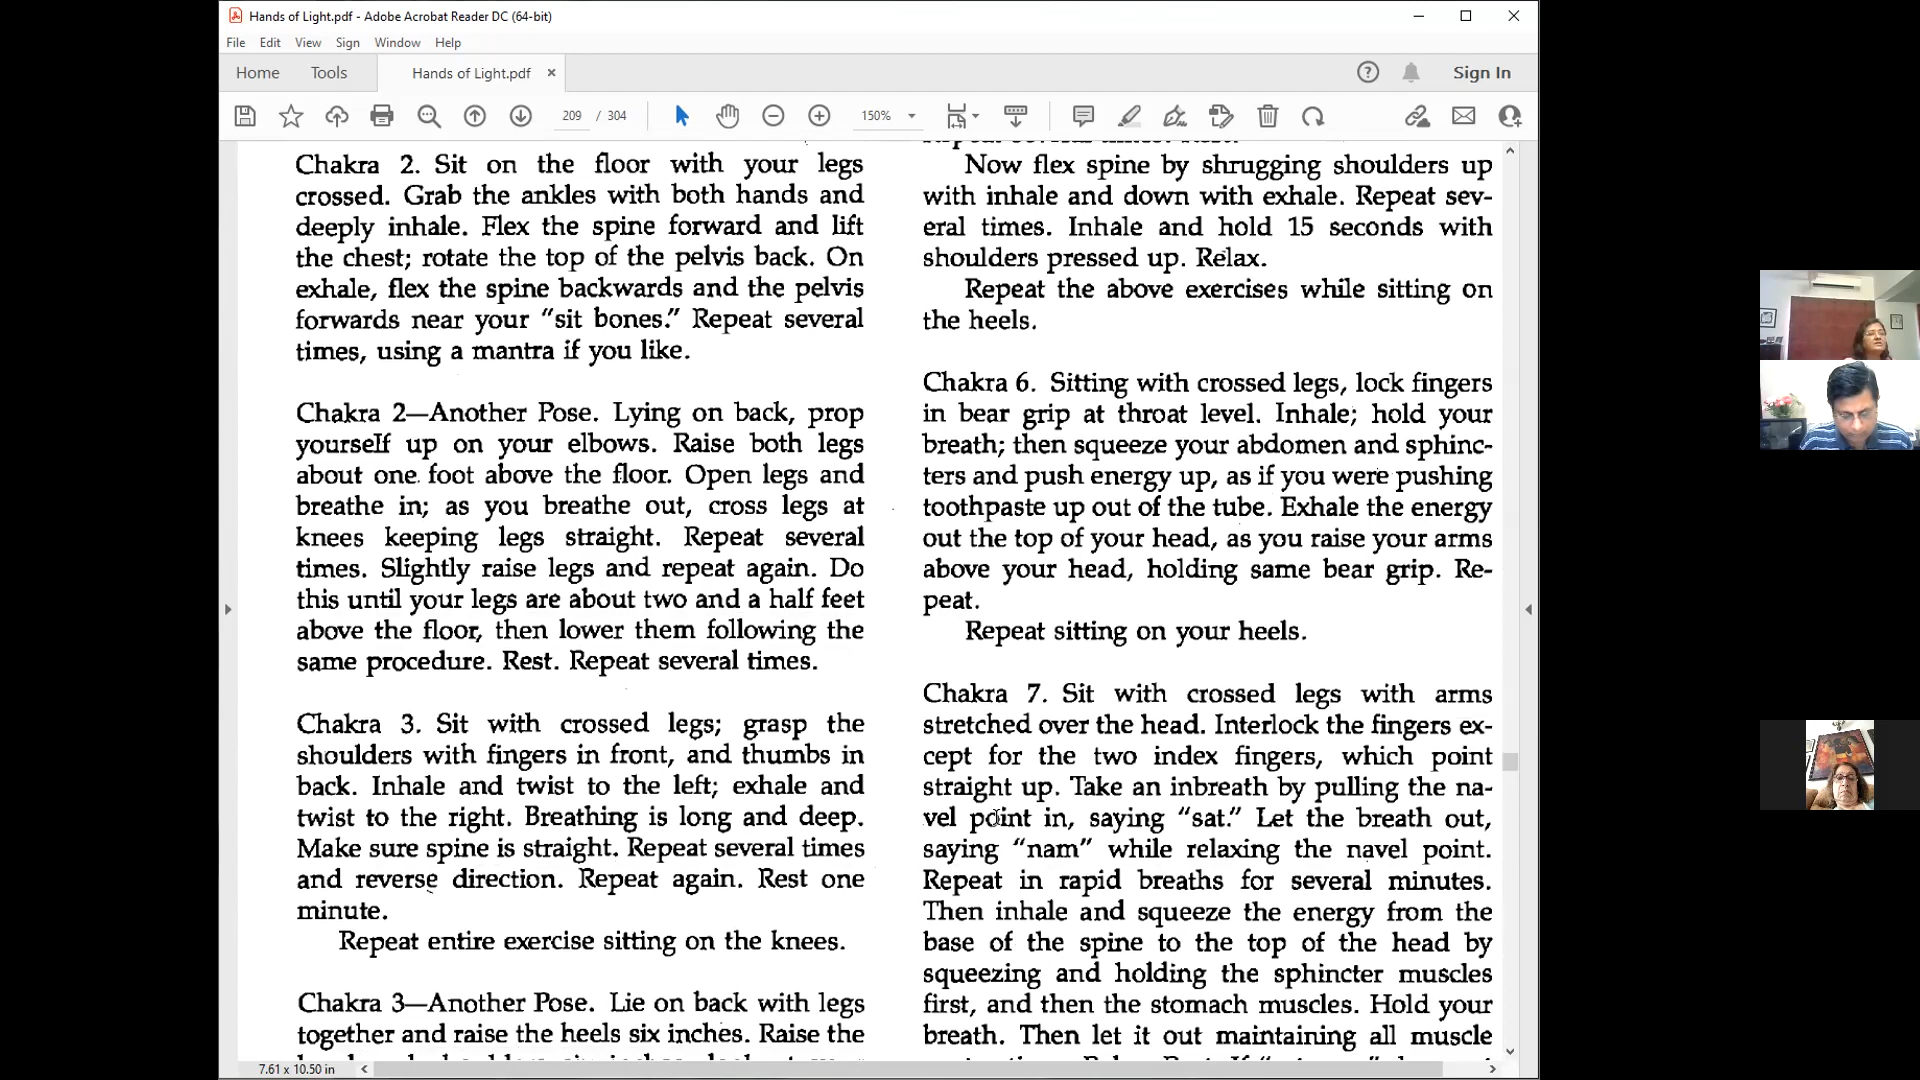 Hands of Light.pdf - Adobe Acrobat Reader DC (64-bit)
File Edit View Sign Window Help
Home Tools Hands of Light.pdf × Sign In
209 / 304 150%
Chakra 2. Sit on the floor with your legs
crossed. Grab the ankles with both hands and
deeply inhale. Flex the spine forward and lift
the chest; rotate the top of the pelvis back. On
exhale, flex the spine backwards and the pelvis
forwards near your “sit bones.” Repeat several
times, using a mantra if you like.
Chakra 2—Another Pose. Lying on back, prop
yourself up on your elbows. Raise both legs
about one foot above the floor. Open legs and
breathe in; as you breathe out, cross legs at
knees keeping legs straight. Repeat several
times. Slightly raise legs and repeat again. Do
this until your legs are about two and a half feet
above the floor, then lower them following the
same procedure. Rest. Repeat several times.
Chakra 3. Sit with crossed legs; grasp the
shoulders with fingers in front, and thumbs in
back. Inhale and twist to the left; exhale and
twist to the right. Breathing is long and deep.
Make sure spine is straight. Repeat several times
and reverse direction. Repeat again. Rest one
minute.
Repeat entire exercise sitting on the knees.
Chakra 3—Another Pose. Lie on back with legs
together and raise the heels six inches. Raise the
Now flex spine by shrugging shoulders up
with inhale and down with exhale. Repeat sev-
eral times. Inhale and hold 15 seconds with
shoulders pressed up. Relax.
Repeat the above exercises while sitting on
the heels.
Chakra 6. Sitting with crossed legs, lock fingers
in bear grip at throat level. Inhale; hold your
breath; then squeeze your abdomen and sphinc-
ters and push energy up, as if you were pushing
toothpaste up out of the tube. Exhale the energy
out the top of your head, as you raise your arms
above your head, holding same bear grip. Re-
peat.
Repeat sitting on your heels.
Chakra 7. Sit with crossed legs with arms
stretched over the head. Interlock the fingers ex-
cept for the two index fingers, which point
straight up. Take an inbreath by pulling the na-
vel point in, saying “sat.” Let the breath out,
saying “nam” while relaxing the navel point.
Repeat in rapid breaths for several minutes.
Then inhale and squeeze the energy from the
base of the spine to the top of the head by
squeezing and holding the sphincter muscles
first, and then the stomach muscles. Hold your
breath. Then let it out maintaining all muscle
7.61 x 10.50 in